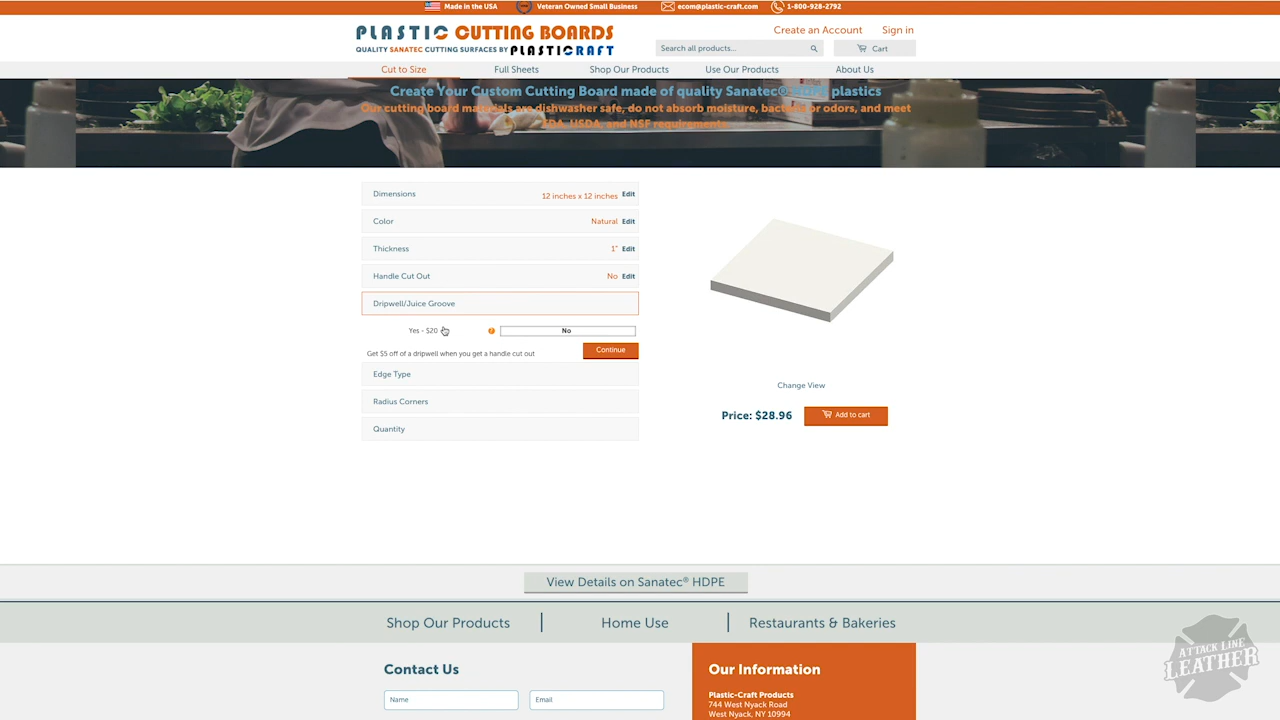 Made in the USA
Veteran Owned Small Business
ecom@plastic-craft.com
1-800-928-2792
PLASTIC CUTTING BOARDS
QUALITY SANATEC CUTTING SURFACES BY PLASTICRAFT
Create an Account
Sign in
Search all products...
Cart
Cut to Size
Full Sheets
Shop Our Products
Use Our Products
About Us
Create Your Custom Cutting Board made of quality Sanatec® HDPE plastics
Our cutting board materials are dishwasher safe, do not absorb moisture, bacteria or odors, and meet
FDA, USDA, and NSF requirements.
Dimensions 12 inches x 12 inches Edit
Color Natural Edit
Thickness 1" Edit
Handle Cut Out No Edit
Dripwell/Juice Groove
Yes - $20 No
Get $5 off of a dripwell when you get a handle cut out
Continue
Edge Type
Radius Corners
Quantity
Change View
Price: $28.96
Add to cart
View Details on Sanatec® HDPE
Shop Our Products
Home Use
Restaurants & Bakeries
Contact Us
Name
Email
Our Information
Plastic-Craft Products
744 West Nyack Road
West Nyack, NY 10994
ATTACK LINE
LEATHER